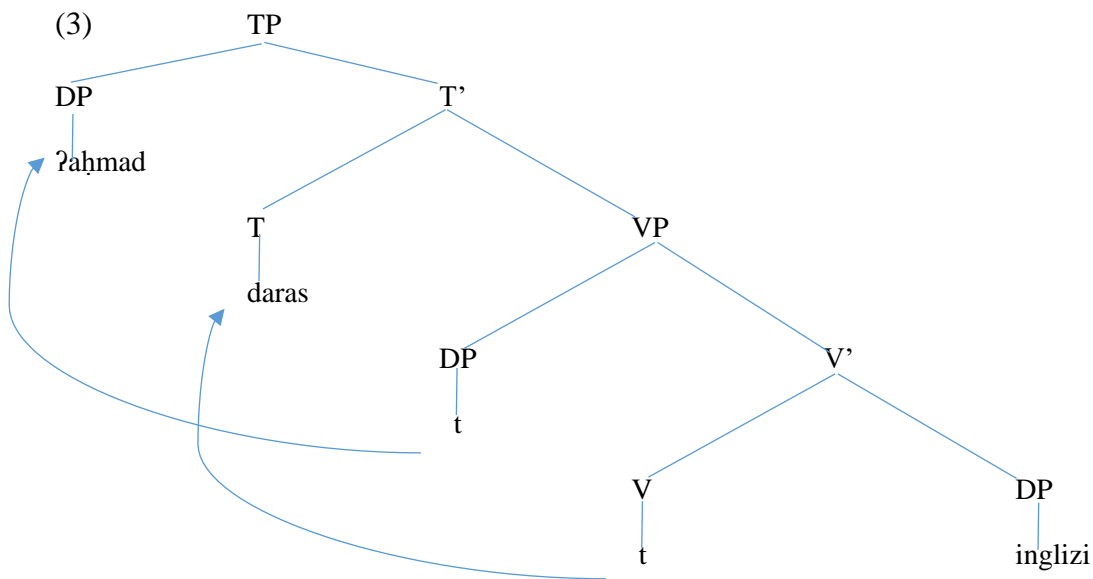 (3) TP
DP T’
ʔaḥmad
T VP
daras
DP V’
t
V DP
t inglizi